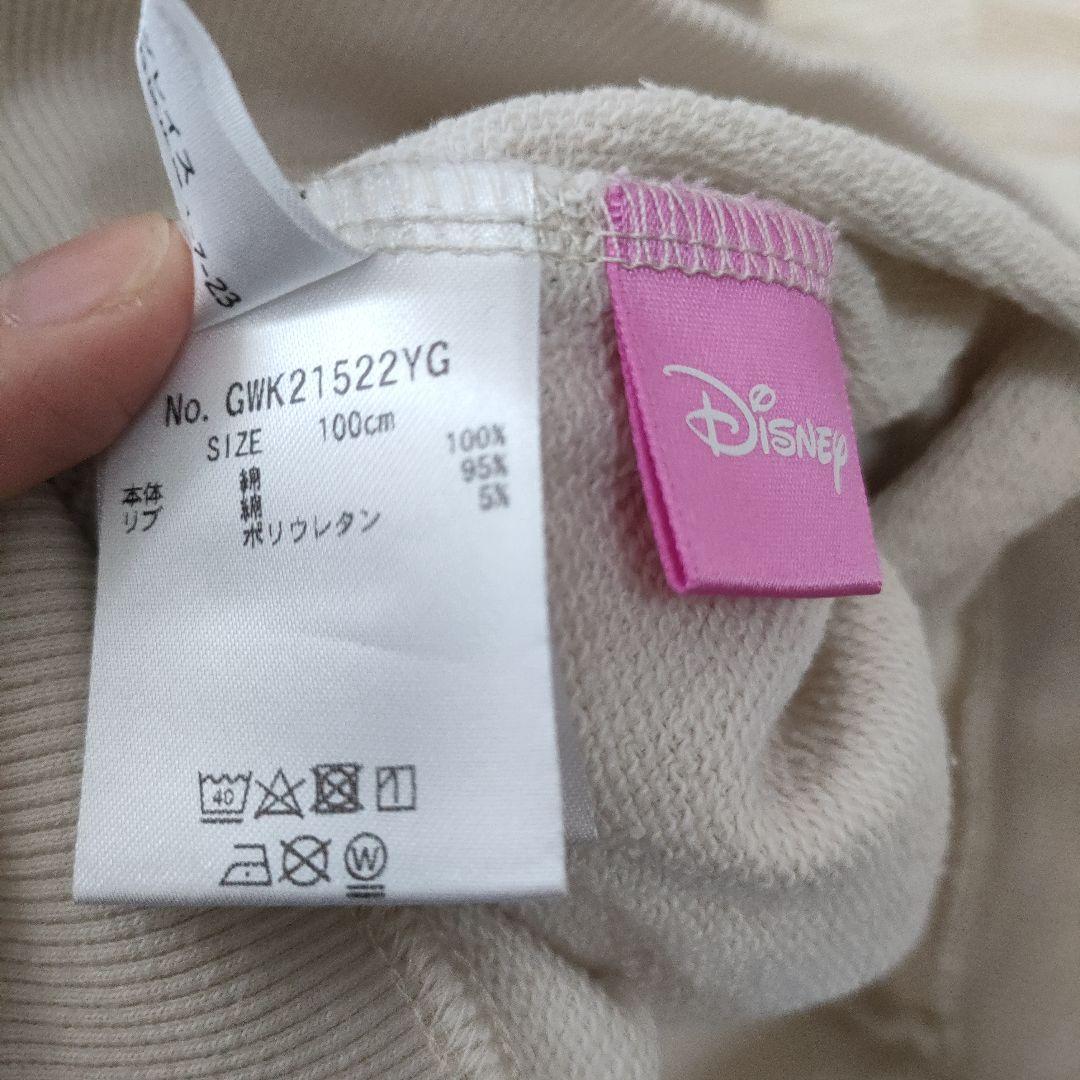 -23
No. GWK21522YG
SIZE 100cm
本体 綿 100%
リブ 綿 95%
ポリウレタン 5%
40
W
Disney